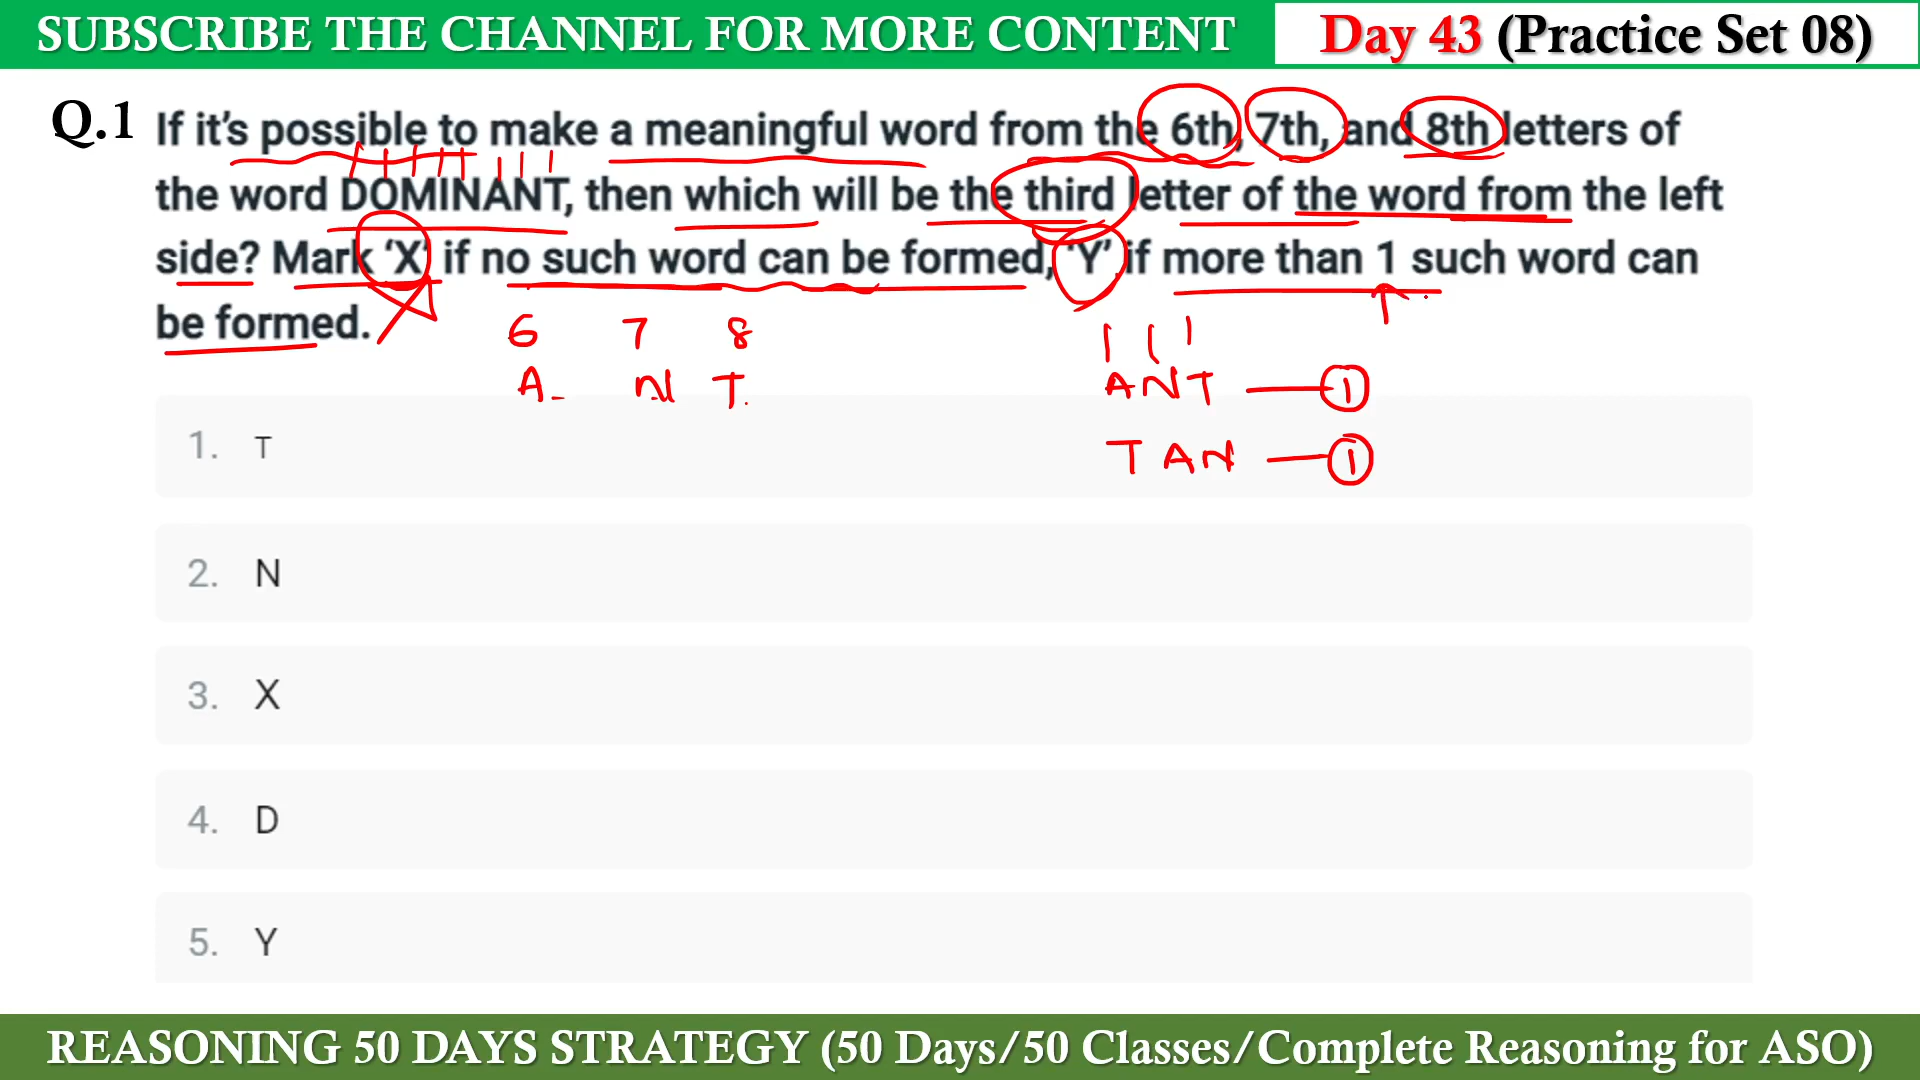 SUBSCRIBE THE CHANNEL FOR MORE CONTENT
Day 43 (Practice Set 08)
Q.1 If it's possible to make a meaningful word from the 6th, 7th, and 8th letters of
the word DOMINANT, then which will be the third letter of the word from the left
side? Mark 'X' if no such word can be formed, 'Y' if more than 1 such word can
be formed.
6 7 8
A N T
ANT — 1
TAN — 1
1. T
2. N
3. X
4. D
5. Y
REASONING 50 DAYS STRATEGY (50 Days/50 Classes/Complete Reasoning for ASO)